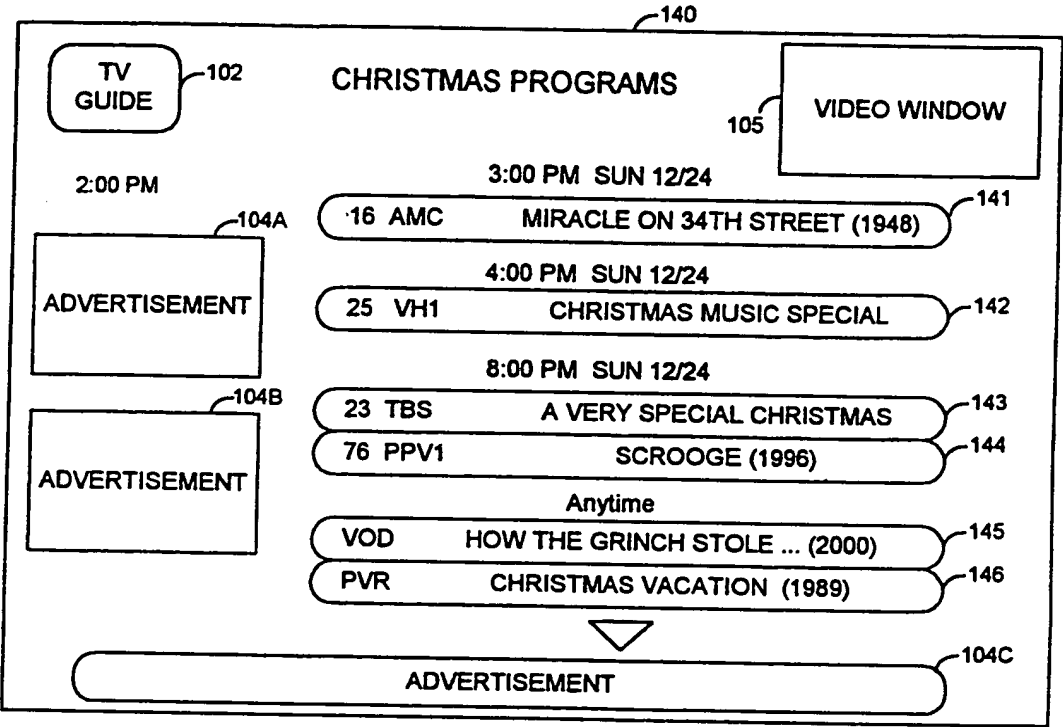 140
TV
GUIDE
102
CHRISTMAS PROGRAMS
105
VIDEO WINDOW
2:00 PM
3:00 PM SUN 12/24
16 AMC MIRACLE ON 34TH STREET (1948)
141
104A
ADVERTISEMENT
4:00 PM SUN 12/24
25 VH1 CHRISTMAS MUSIC SPECIAL
142
8:00 PM SUN 12/24
104B
ADVERTISEMENT
23 TBS A VERY SPECIAL CHRISTMAS
143
76 PPV1 SCROOGE (1996)
144
Anytime
VOD HOW THE GRINCH STOLE ... (2000)
145
PVR CHRISTMAS VACATION (1989)
146
ADVERTISEMENT
104C